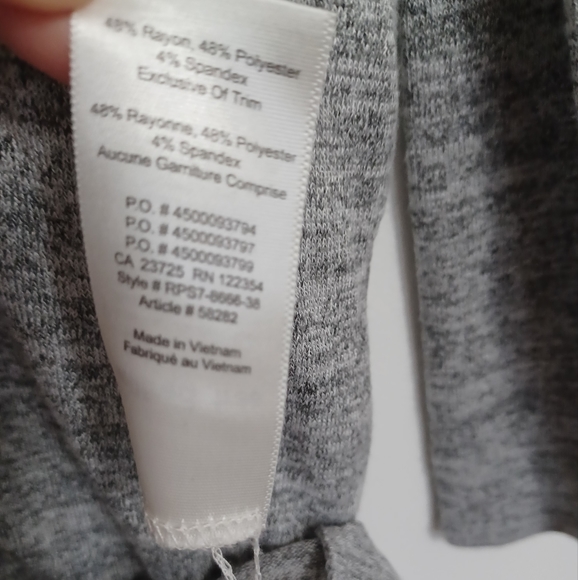 48% Rayon, 48% Polyester
4% Spandex
Exclusive Of Trim
48% Rayonne, 48% Polyester
4% Spandex
Aucune Garniture Comprise
P.O. # 4500093794
P.O. # 4500093797
P.O. # 4500093799
CA 23725 RN 122354
Style # RPS7-8666-38
Article # 58282
Made in Vietnam
Fabriqué au Vietnam